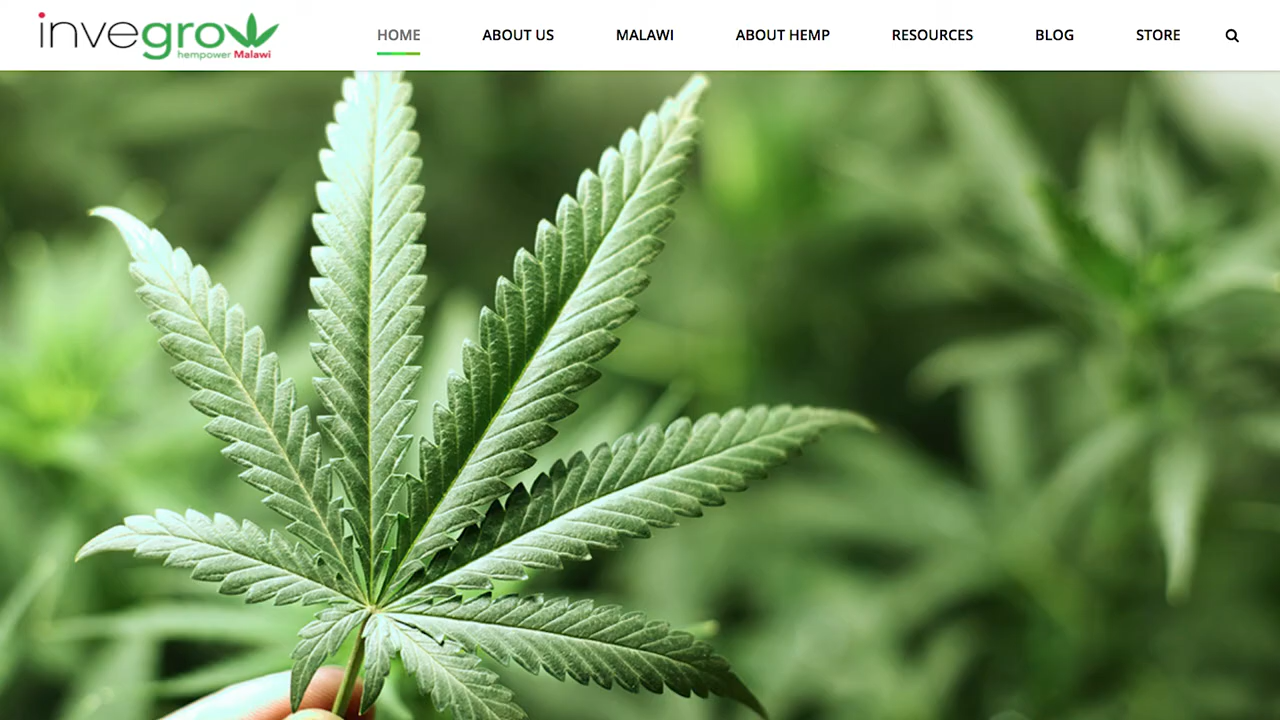 invegrow
hempower Malawi
HOME ABOUT US MALAWI ABOUT HEMP RESOURCES BLOG STORE